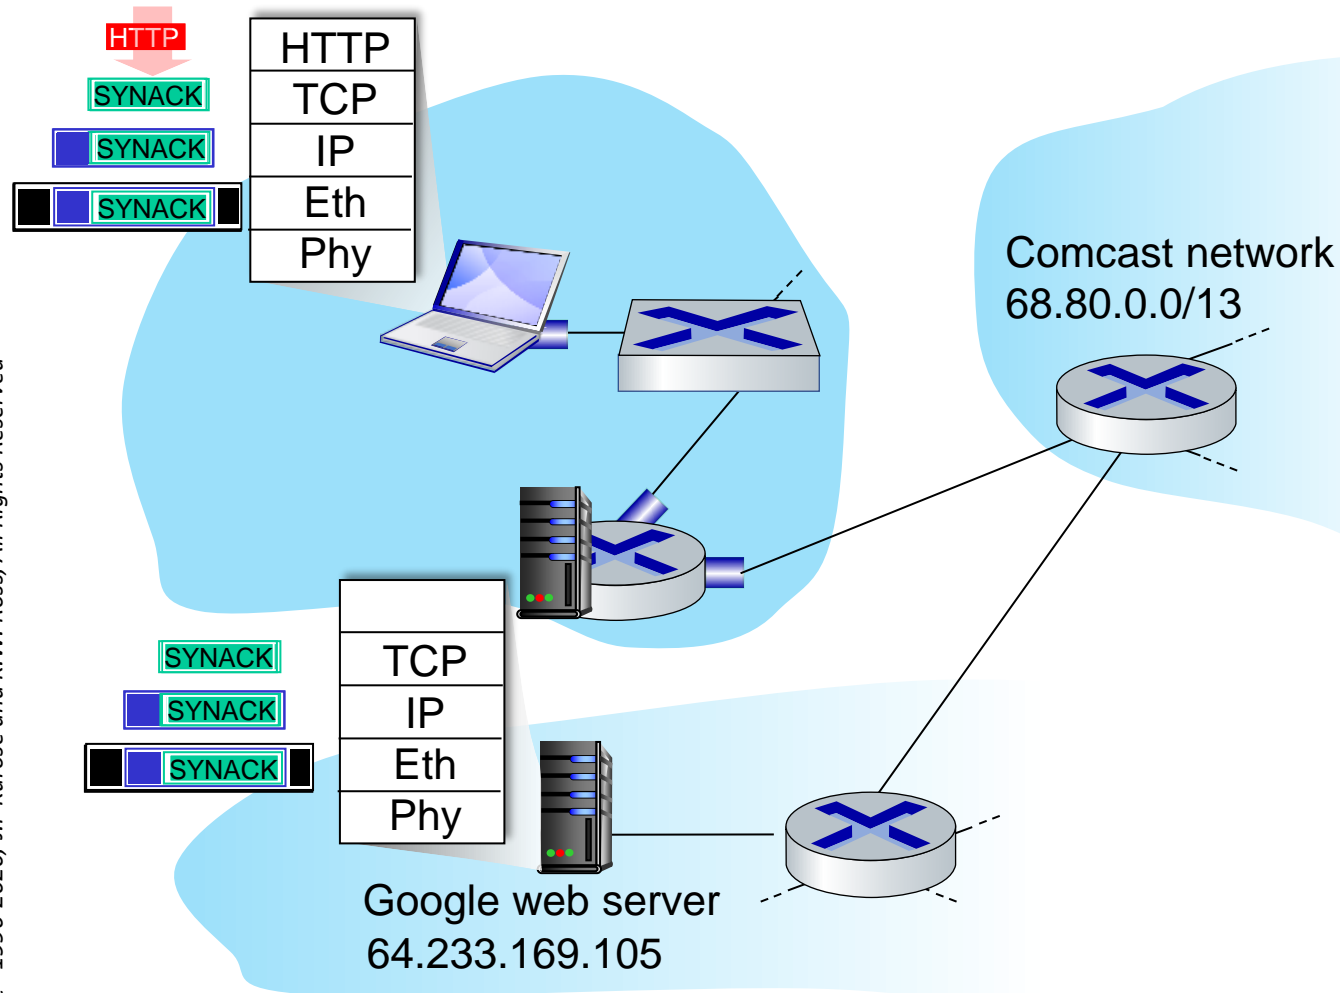 HTTP
SYNACK
SYNACK
SYNACK
HTTP
TCP
IP
Eth
Phy
Comcast network
68.80.0.0/13
SYNACK
SYNACK
SYNACK
TCP
IP
Eth
Phy
Google web server
64.233.169.105